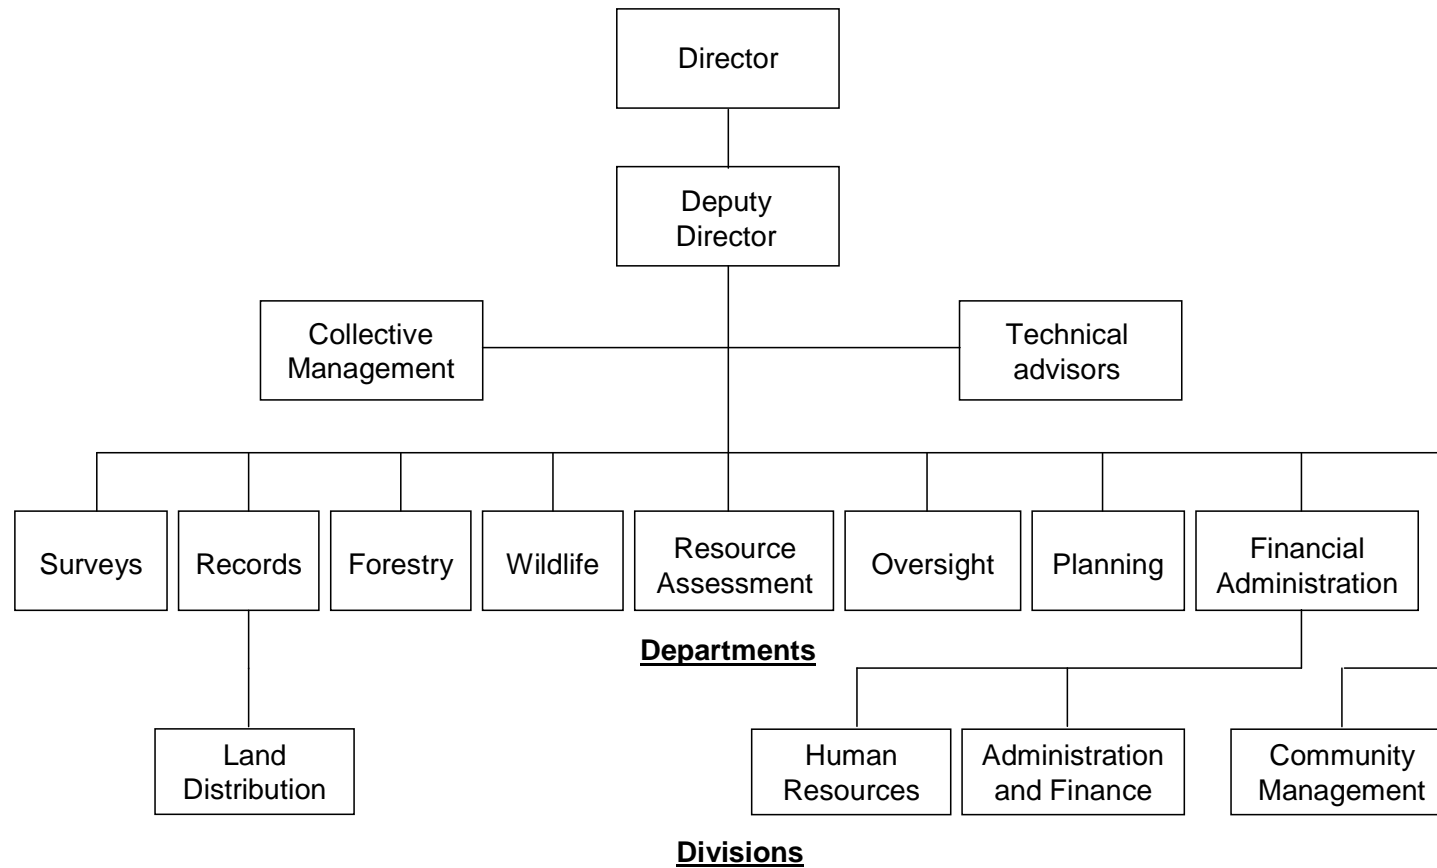 Director
Deputy
Director
Collective
Management
Technical
advisors
Surveys
Records
Forestry
Wildlife
Resource
Assessment
Oversight
Planning
Financial
Administration
Departments
Land
Distribution
Human
Resources
Administration
and Finance
Community
Management
Divisions